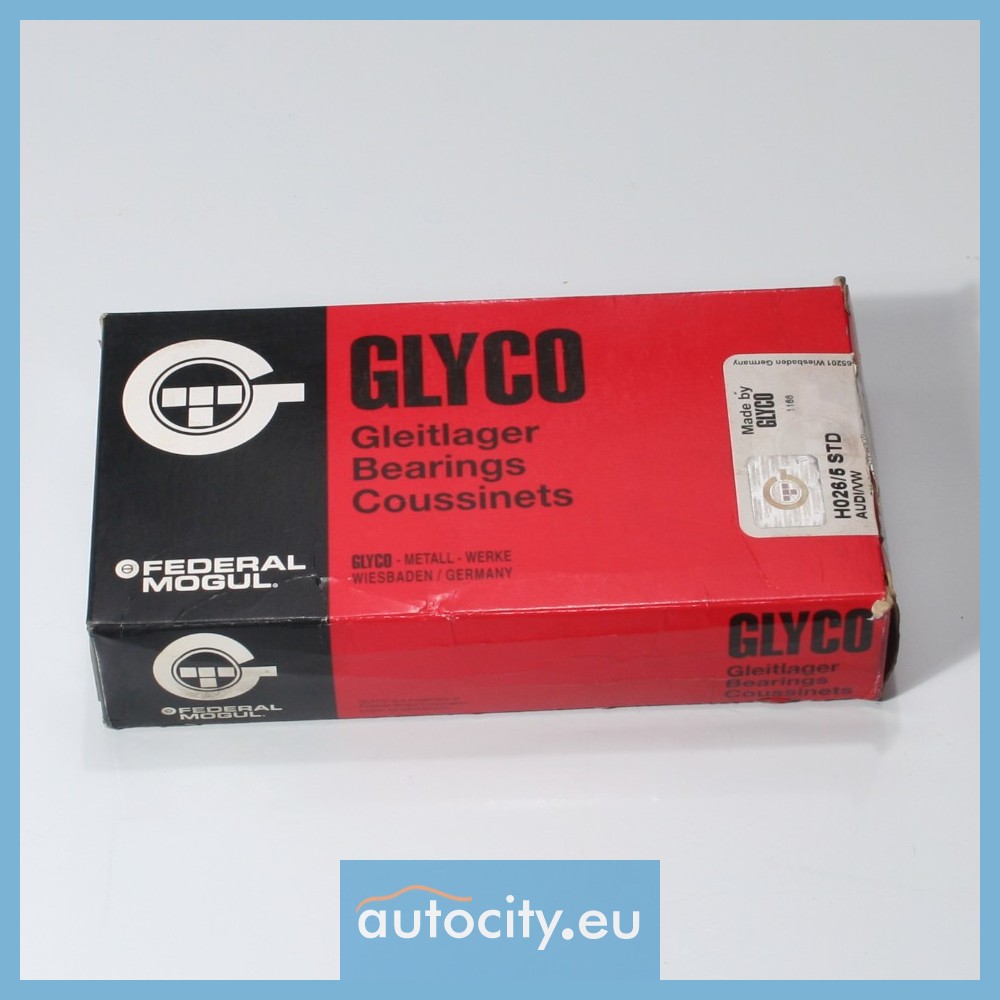 GLYCO
Gleitlager
Bearings
Coussinets
GLYCO - METALL - WERKE
WIESBADEN / GERMANY
FEDERAL
MOGUL.
65201 Wiesbaden Germany
Made by
GLYCO
1168
H026/5 STD
AUDI/VW
FEDERAL
MOGUL.
GLYCO
Gleitlager
Bearings
Coussinets
autocity.eu